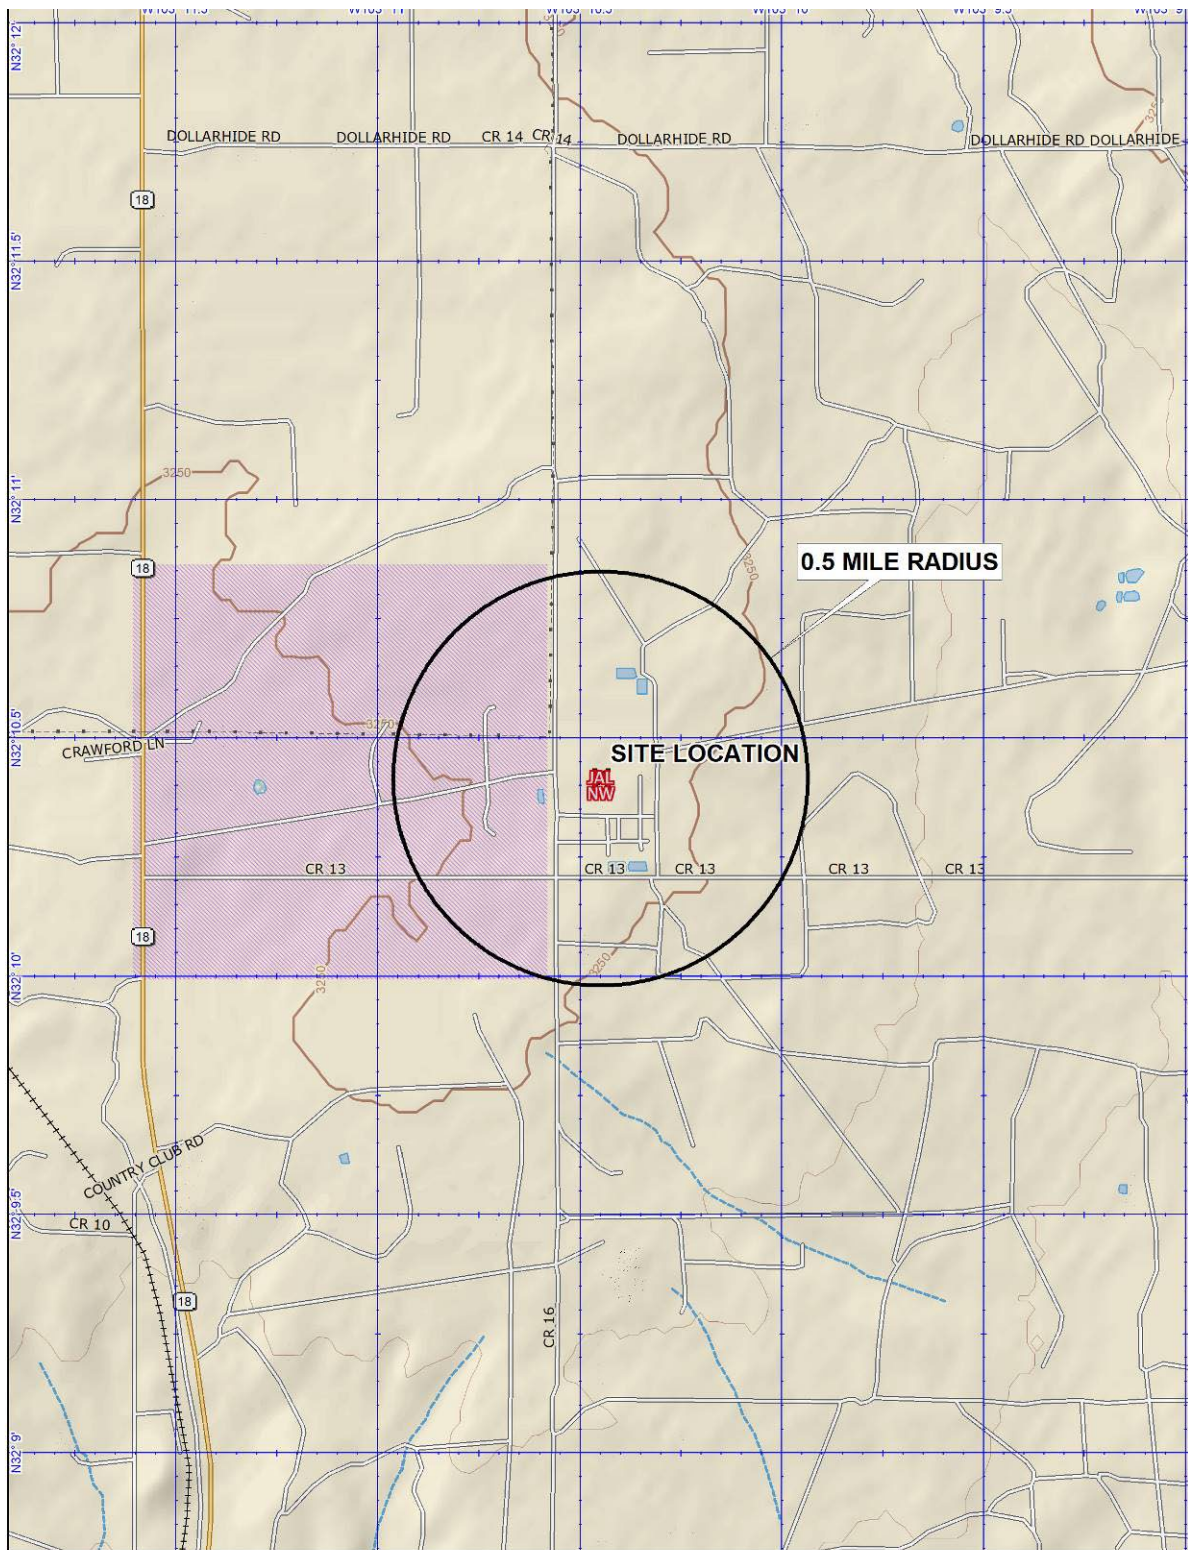 N32° 12'
DOLLARHIDE RD
DOLLARHIDE RD
CR 14
CR 14
DOLLARHIDE RD
DOLLARHIDE RD
DOLLARHIDE
18
N32° 11.5'
3250
N32° 11'
18
0.5 MILE RADIUS
3250
N32° 10.5'
3250
CRAWFORD LN
SITE LOCATION
JAL
NW
CR 13
CR 13
CR 13
CR 13
CR 13
18
N32° 10'
3250
3250
COUNTRY CLUB RD
N32° 9.5'
CR 10
18
CR 16
N32° 9'